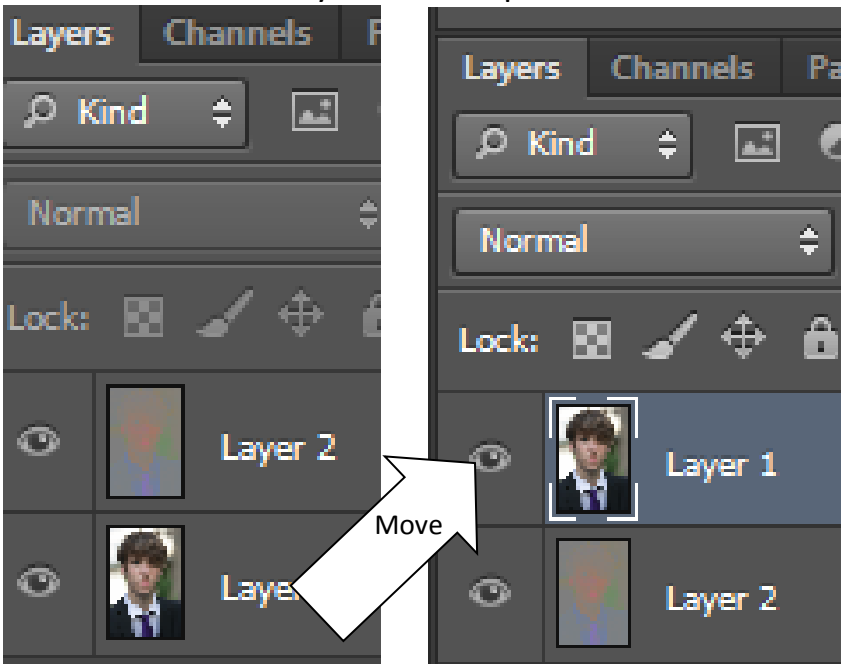 Layers Channels
Kind
Normal
Lock:
Layer 2
Laye
Move
Layers Channels Pa
Kind
Normal
Lock:
Layer 1
Layer 2